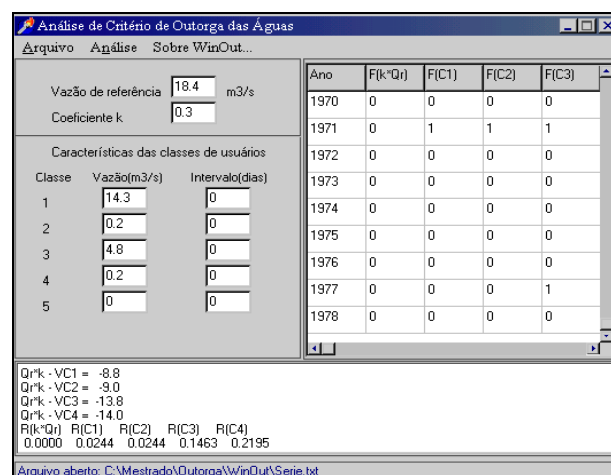 Análise de Critério de Outorga das Águas
Arquivo Análise Sobre WinOut...
Vazão de referência 18.4 m3/s
Coeficiente k 0.3
Características das classes de usuários
Classe Vazão(m3/s) Intervalo(dias)
1 14.3 0
2 0.2 0
3 4.8 0
4 0.2 0
5 0 0
Ano F(k*Qr) F(C1) F(C2) F(C3)
1970 0 0 0 0
1971 0 1 1 1
1972 0 0 0 0
1973 0 0 0 0
1974 0 0 0 0
1975 0 0 0 0
1976 0 0 0 0
1977 0 0 0 1
1978 0 0 0 0
Qr*k - VC1 = -8.8
Qr*k - VC2 = -9.0
Qr*k - VC3 = -13.8
Qr*k - VC4 = -14.0
R(k*Qr) R(C1) R(C2) R(C3) R(C4)
0.0000 0.0244 0.0244 0.1463 0.2195
Arquivo aberto: C:\Mestrado\Outorga\WinOut\Serie.txt